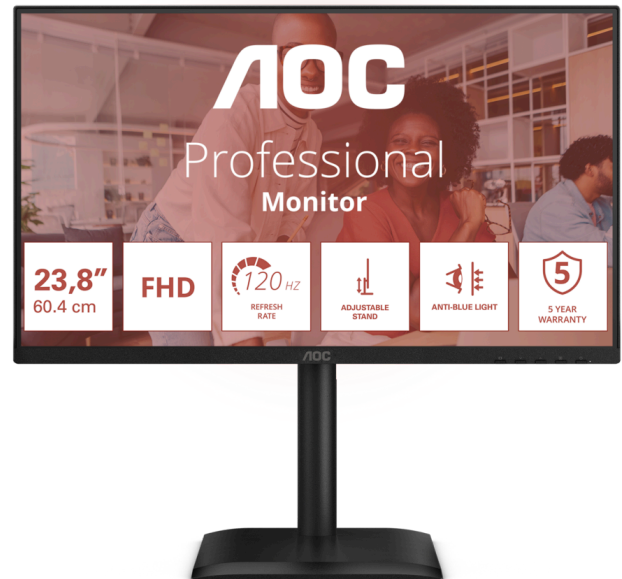 AOC
Professional
Monitor
23,8”
60.4 cm
FHD
120 HZ
REFRESH
RATE
ADJUSTABLE
STAND
ANTI-BLUE LIGHT
5
5 YEAR
WARRANTY
AOC